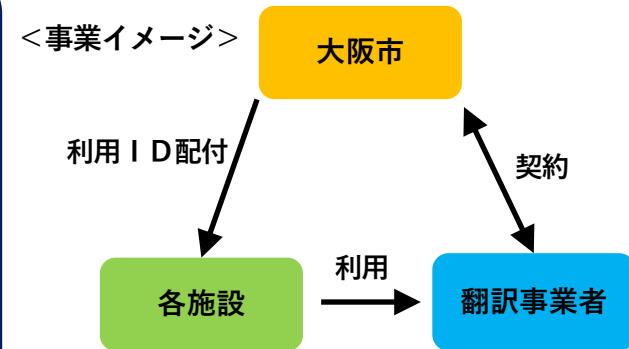 ＜事業イメージ＞
大阪市
利用ＩＤ配付
契約
利用
各施設
翻訳事業者